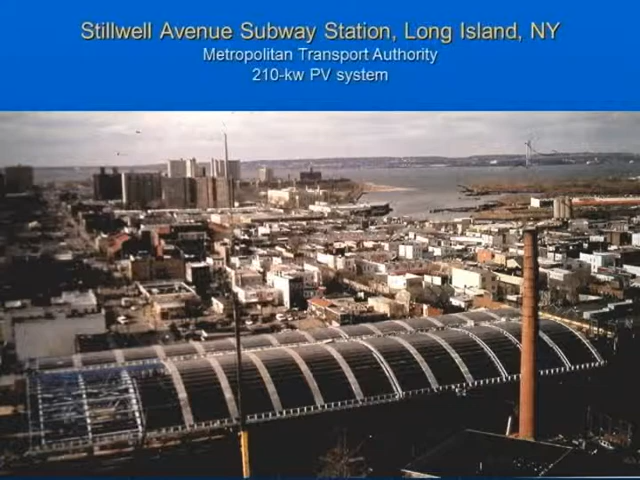 Stillwell Avenue Subway Station, Long Island, NY
Metropolitan Transport Authority
210-kw PV system